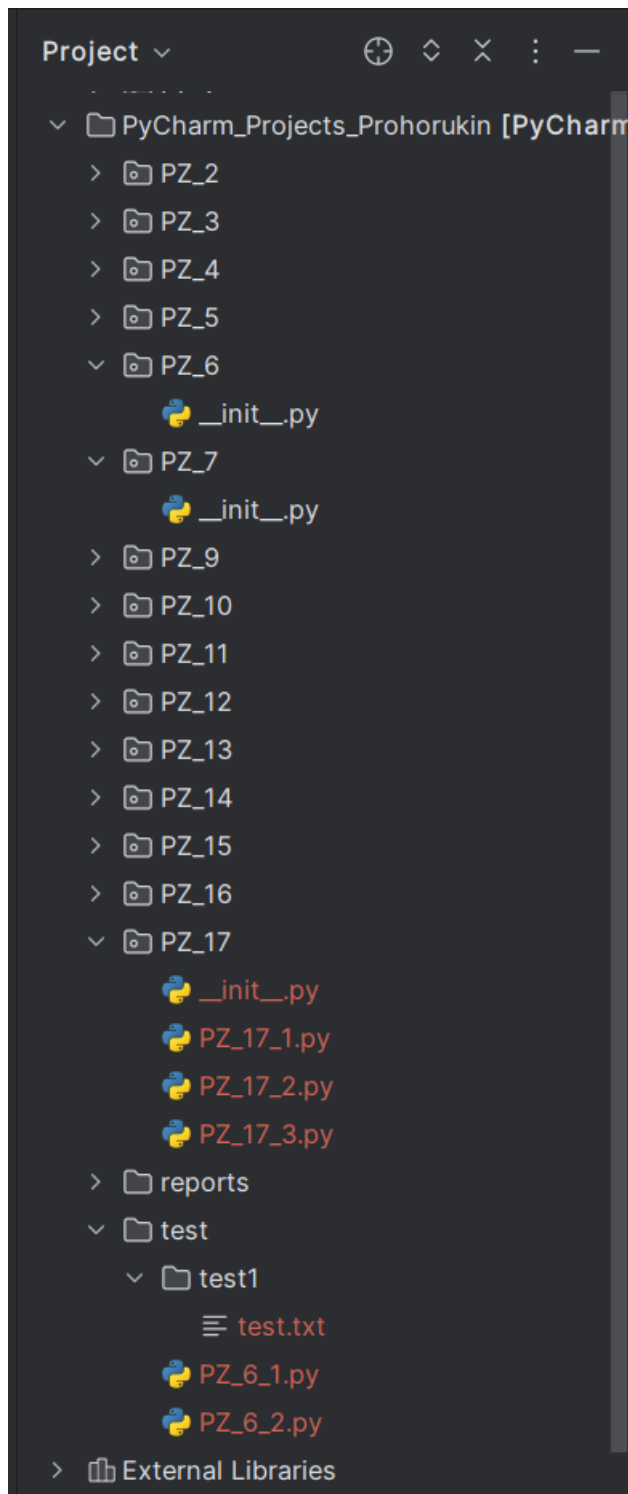 Project
PyCharm_Projects_Prohorukin [PyCharm
PZ_2
PZ_3
PZ_4
PZ_5
PZ_6
__init__.py
PZ_7
__init__.py
PZ_9
PZ_10
PZ_11
PZ_12
PZ_13
PZ_14
PZ_15
PZ_16
PZ_17
__init__.py
PZ_17_1.py
PZ_17_2.py
PZ_17_3.py
reports
test
test1
test.txt
PZ_6_1.py
PZ_6_2.py
External Libraries